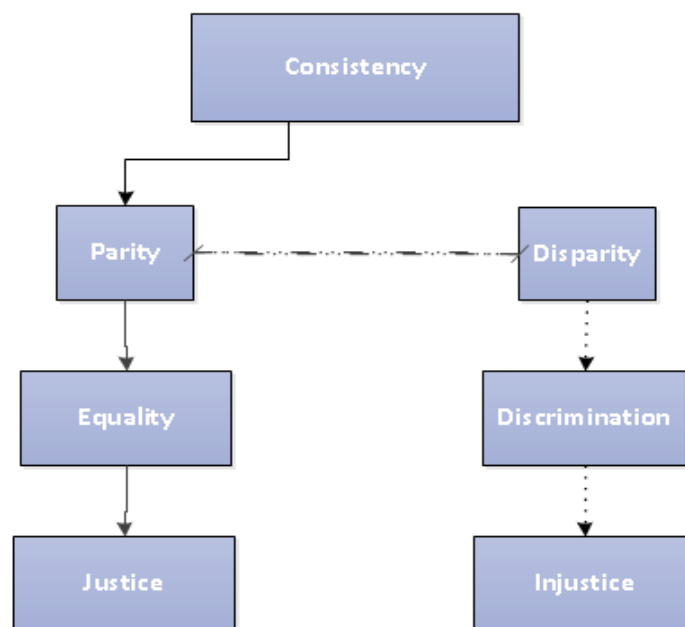 Consistency
Parity
Disparity
Equality
Discrimination
Justice
Injustice